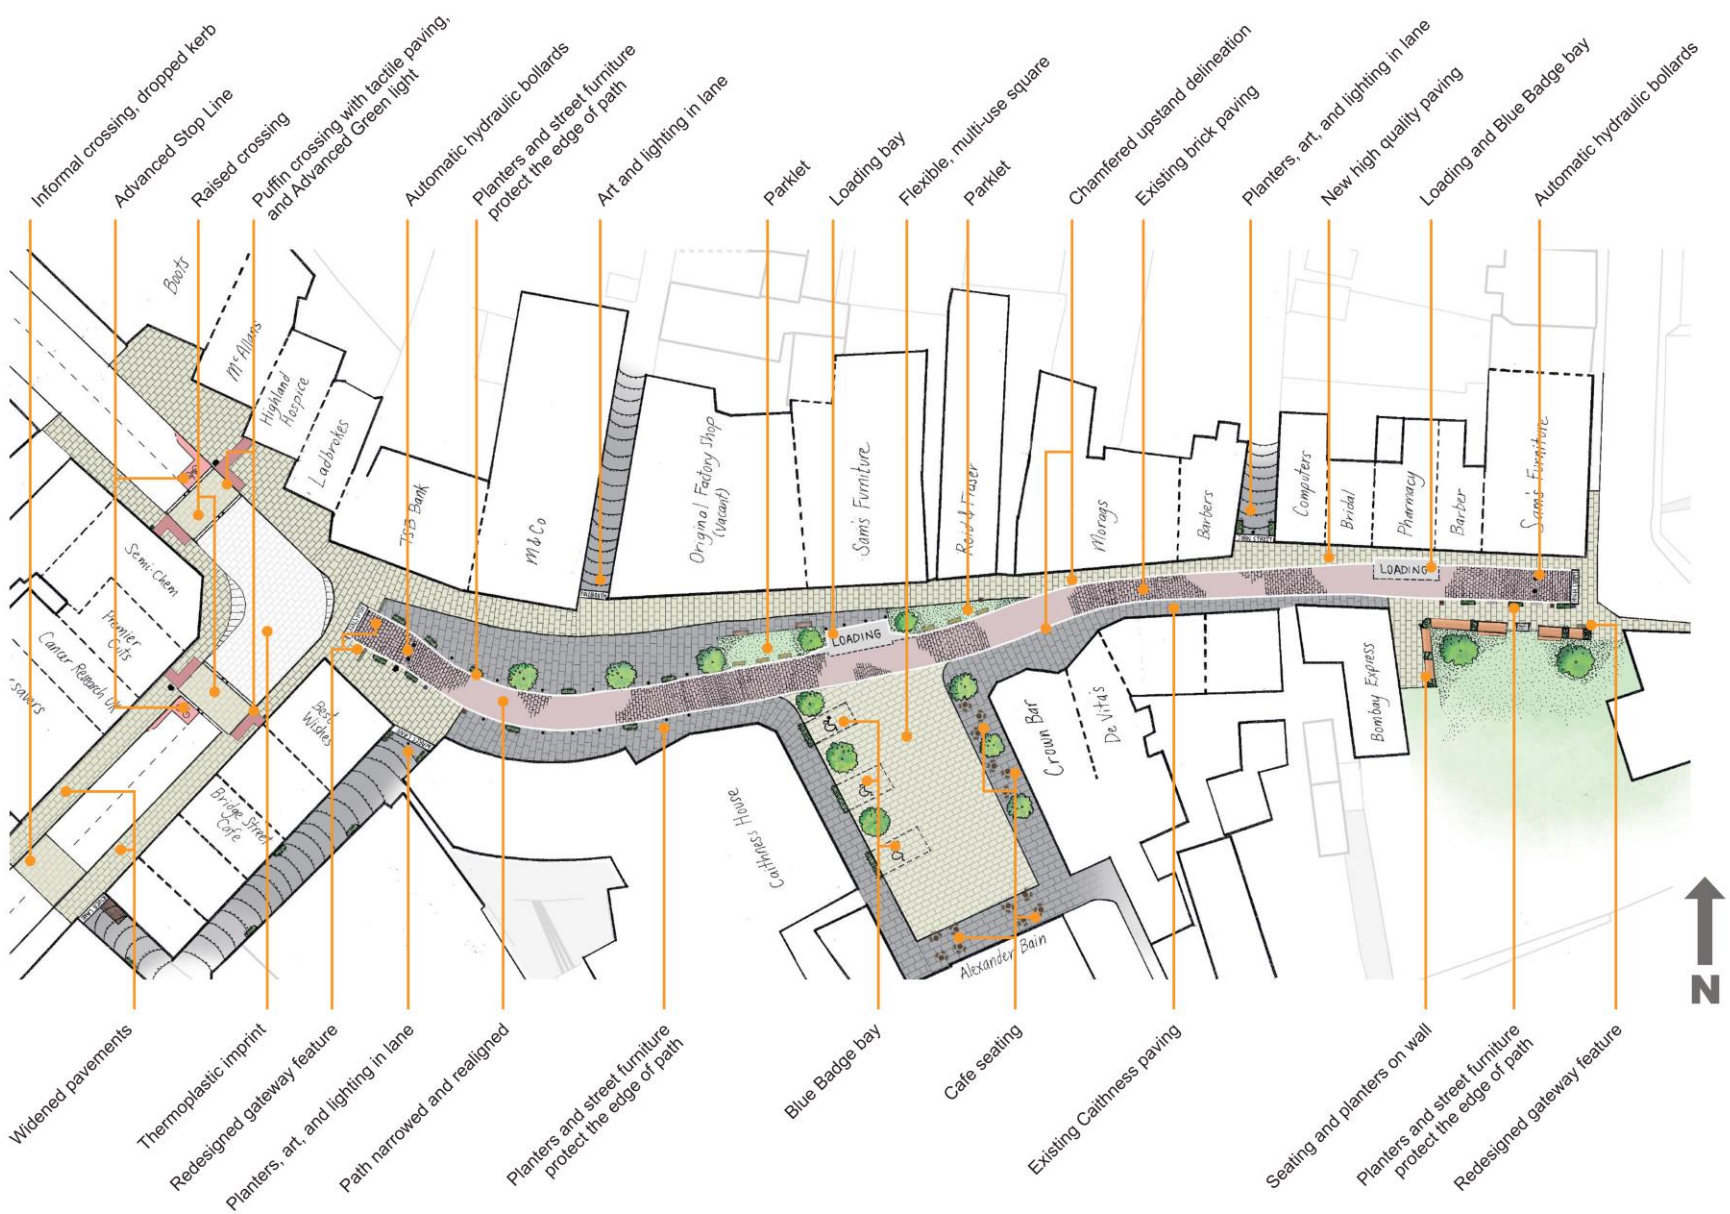 Informal crossing, dropped kerb
Advanced Stop Line
Raised crossing
Puffin crossing with tactile paving,
and Advanced Green light
Automatic hydraulic bollards
Planters and street furniture
protect the edge of path
Art and lighting in lane
Parklet
Loading bay
Flexible, multi-use square
Parklet
Chamfered upstand delineation
Existing brick paving
Planters, art, and lighting in lane
New high quality paving
Loading and Blue Badge bay
Automatic hydraulic bollards
Boots
McAllans
Highland
Hospice
Ladbrokes
TSB Bank
M&Co
Original Factory Shop
(vacant)
Sam's Furniture
Reid & Fraser
Morags
Barbers
Computers
Bridal
Pharmacy
Barber
Sam's Furniture
LOADING
LOADING
Semi-Chem
Premier
Cuts
Cancer Research UK
savers
Best
Wishes
Bridge Street
Cafe
Caithness House
Crown Bar
De Vita's
Bombay Express
Alexander Bain
N
Widened pavements
Thermoplastic imprint
Redesigned gateway feature
Planters, art, and lighting in lane
Path narrowed and realigned
Planters and street furniture
protect the edge of path
Blue Badge bay
Cafe seating
Existing Caithness paving
Seating and planters on wall
Planters and street furniture
protect the edge of path
Redesigned gateway feature